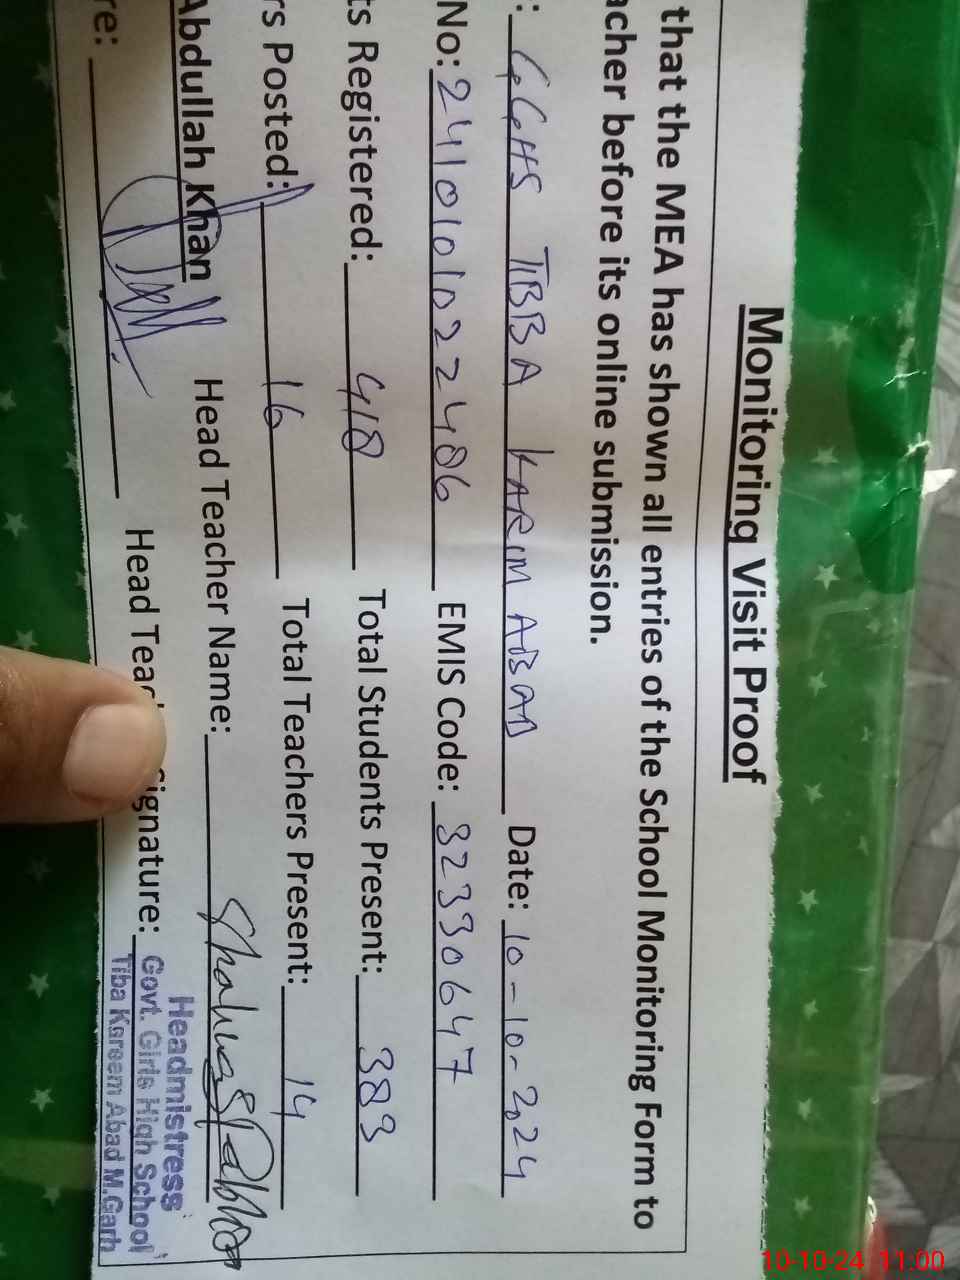 Monitoring Visit Proof
that the MEA has shown all entries of the School Monitoring Form to
acher before its online submission.
: GGHS TIBBA KARIM ABAD Date: 10-10-2024
No: 2410101022486 EMIS Code: 32330647
ts Registered: 418 Total Students Present: 383
rs Posted: 16 Total Teachers Present: 14
Abdullah Khan Head Teacher Name:
re: Head Teac Signature:
Headmistress
Govt. Girls High School
Tiba Kareem Abad M.Garh
10-10-24 11:00